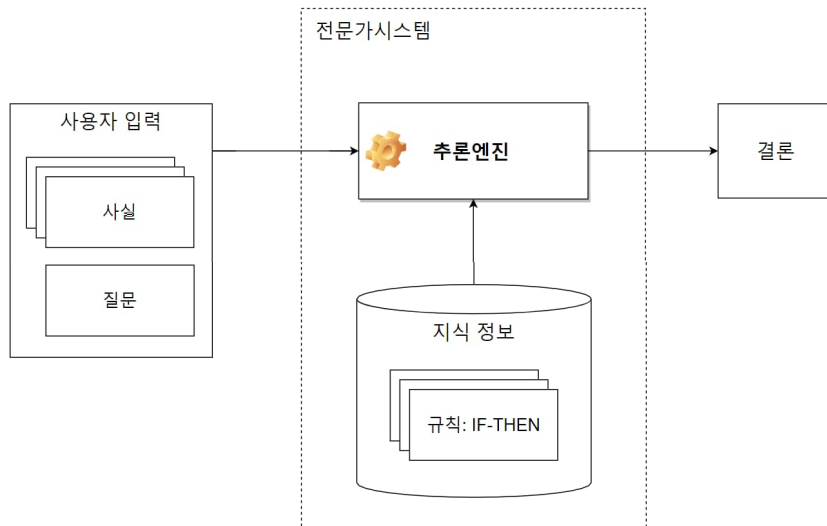 전문가시스템
사용자 입력
사실
질문
추론엔진
결론
지식 정보
규칙: IF-THEN